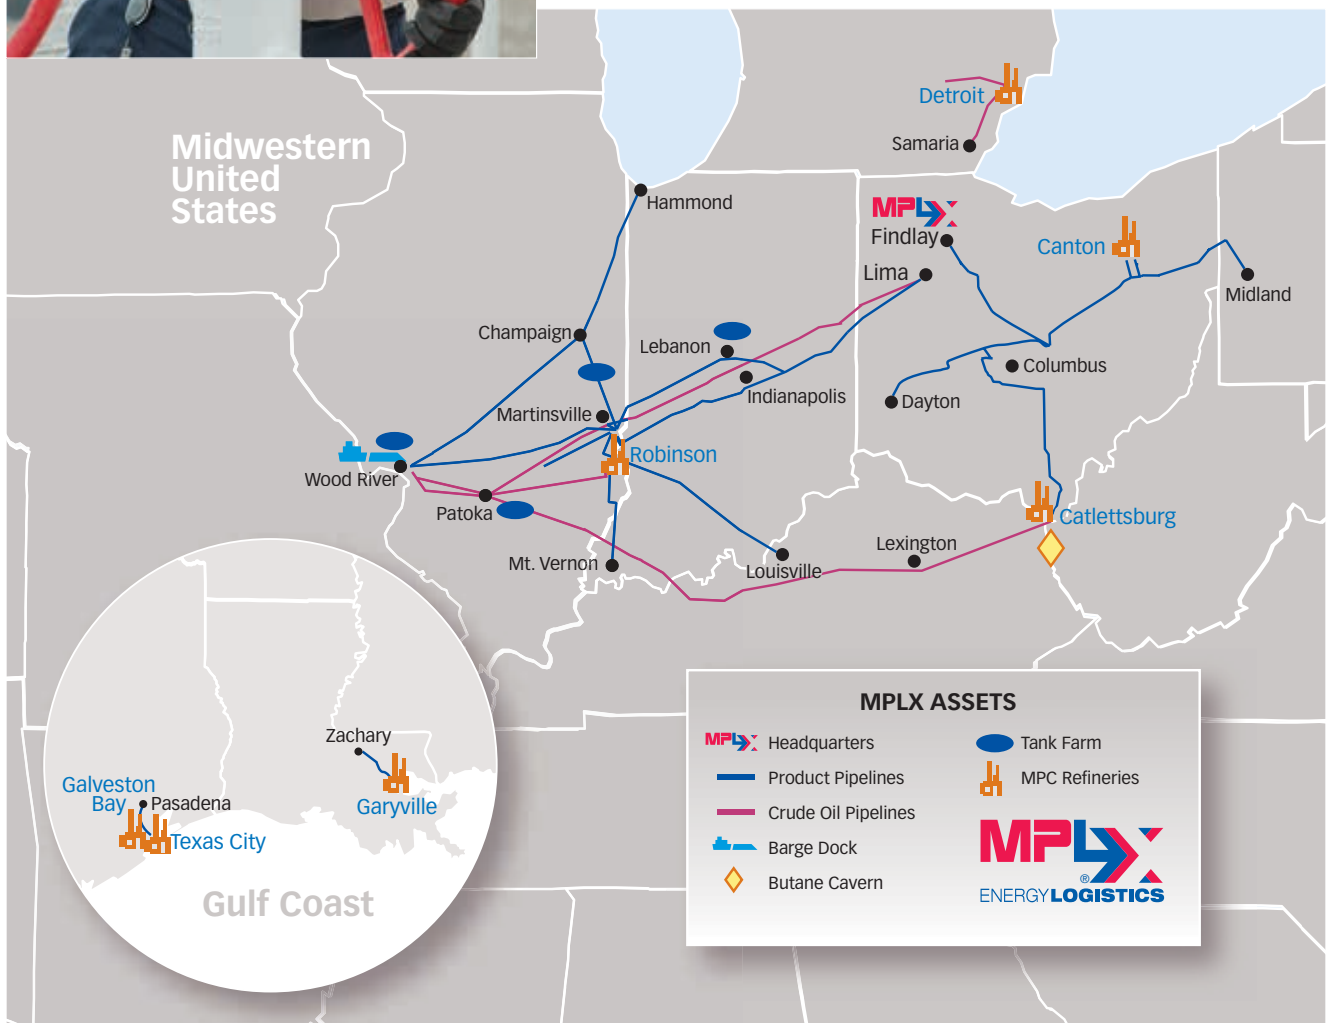 Midwestern
United
States
Detroit
Samaria
Hammond
MPLX
Findlay
Canton
Lima
Midland
Champaign
Lebanon
Columbus
Indianapolis
Dayton
Martinsville
Robinson
Wood River
Patoka
Catlettsburg
Lexington
Mt. Vernon
Louisville
Zachary
Galveston
Bay
Pasadena
Garyville
Texas City
Gulf Coast
MPLX ASSETS
MPLX Headquarters
Product Pipelines
Crude Oil Pipelines
Barge Dock
Butane Cavern
Tank Farm
MPC Refineries
MPLX®
ENERGYLOGISTICS